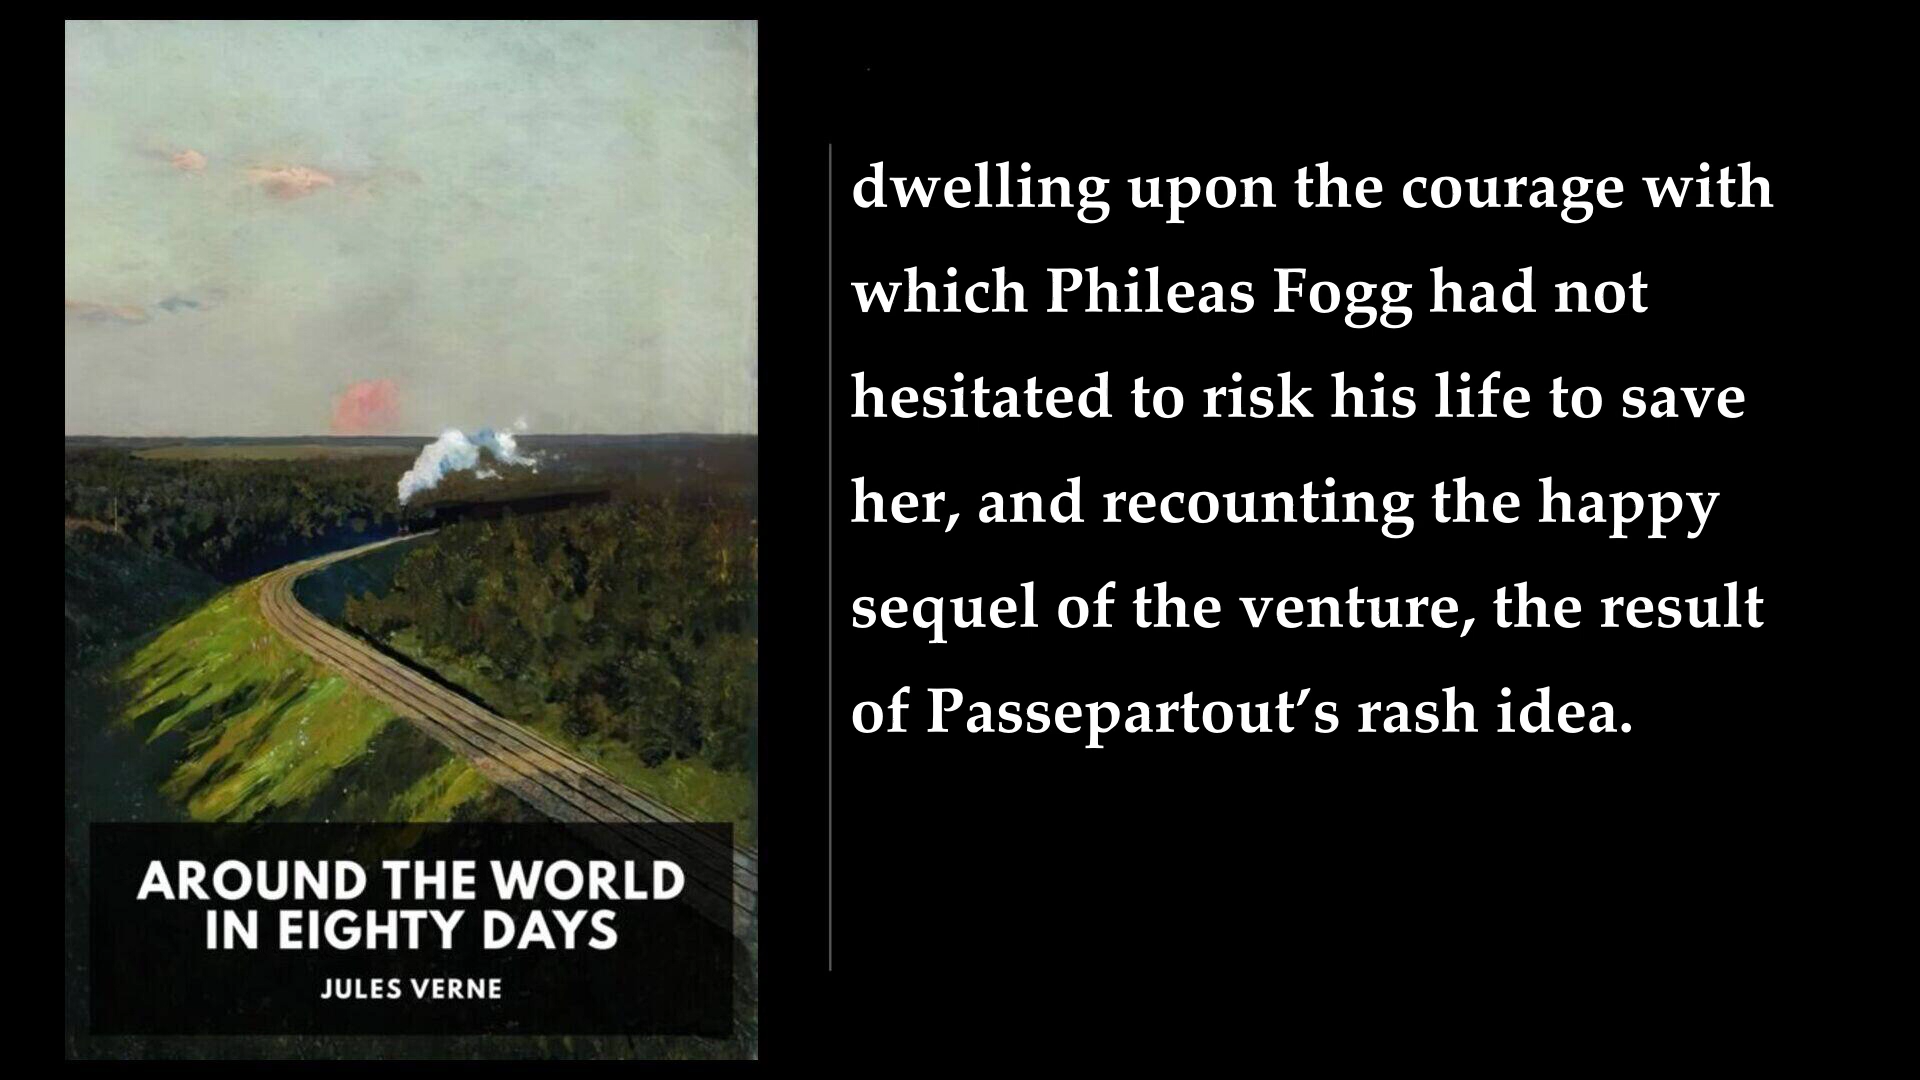 AROUND THE WORLD
IN EIGHTY DAYS
JULES VERNE
dwelling upon the courage with
which Phileas Fogg had not
hesitated to risk his life to save
her, and recounting the happy
sequel of the venture, the result
of Passepartout’s rash idea.